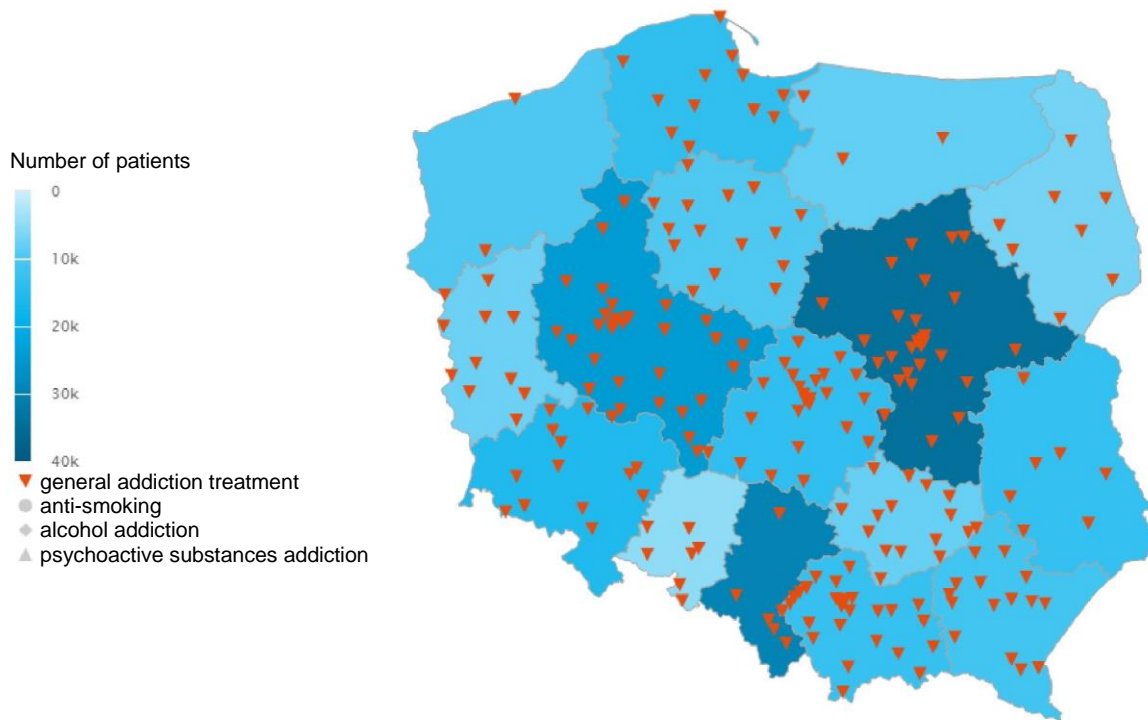 Number of patients
0
10k
20k
30k
40k
general addiction treatment
anti-smoking
alcohol addiction
psychoactive substances addiction